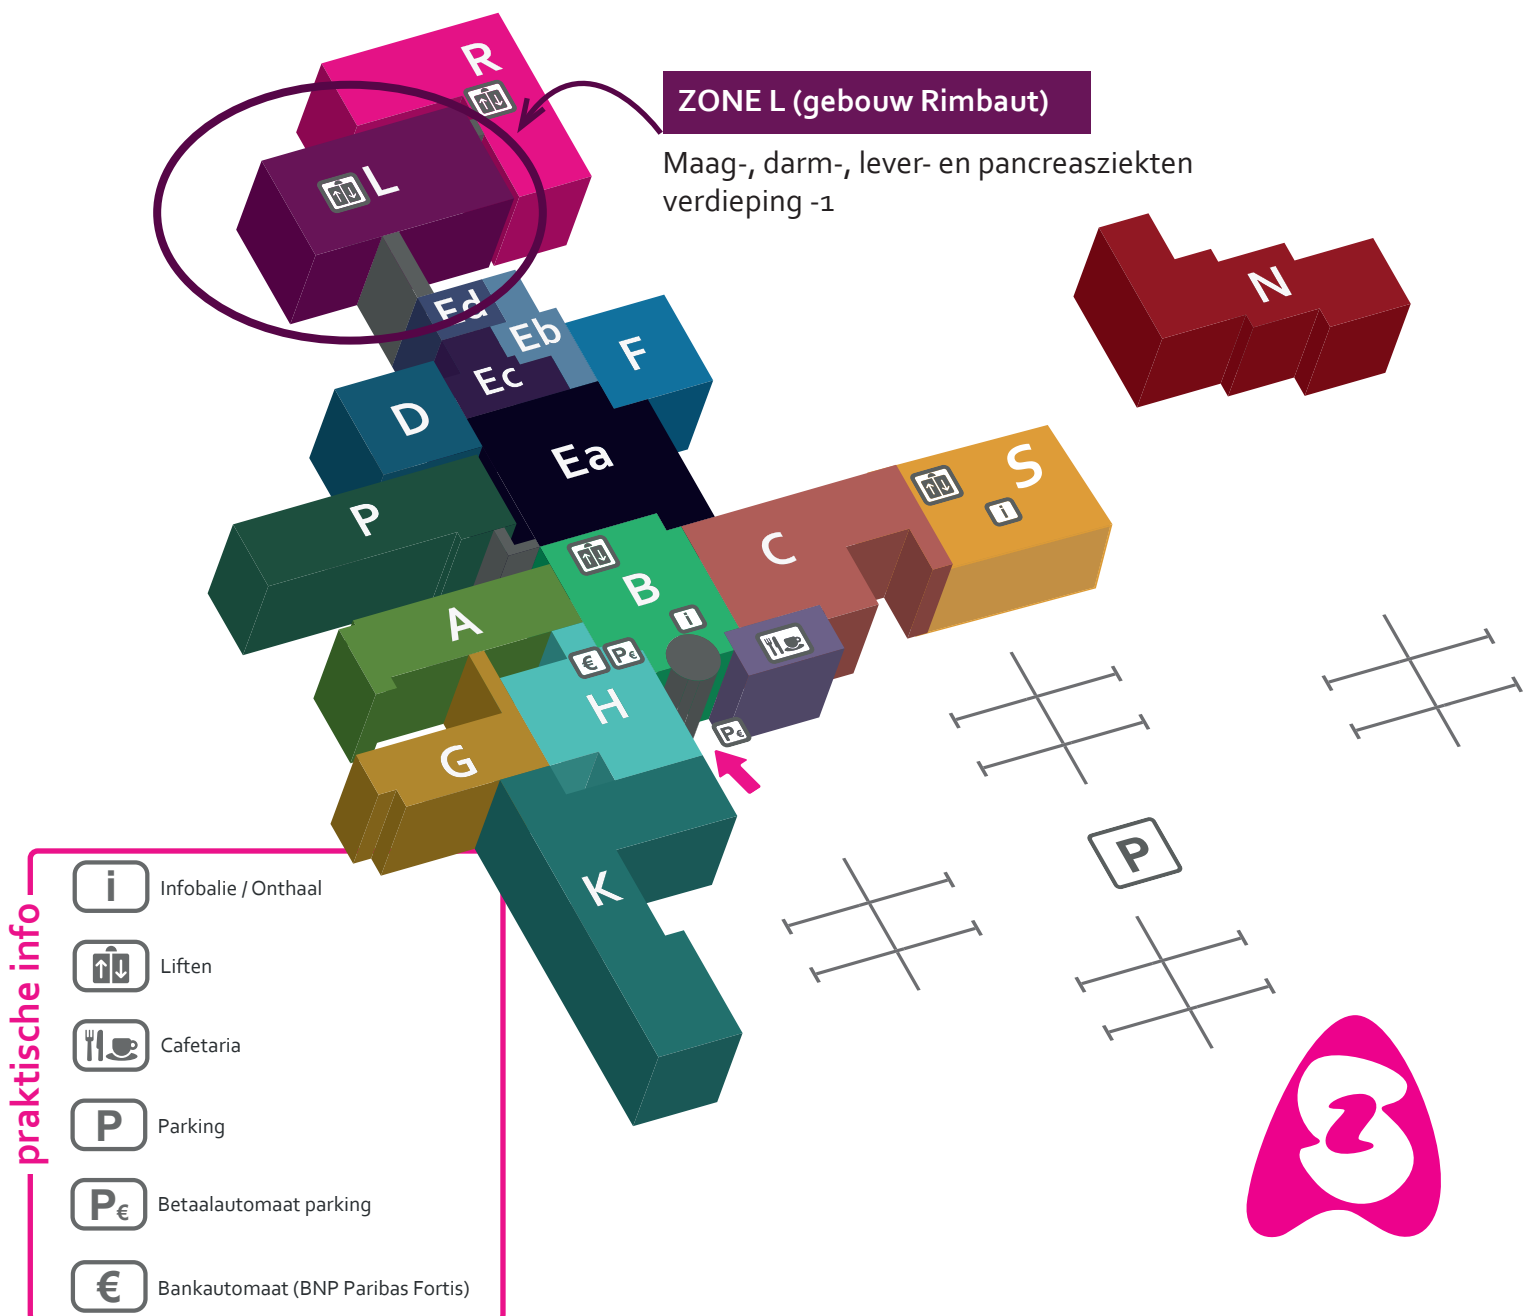 R
ZONE L (gebouw Rimbaut)
Maag-, darm-, lever- en pancreasziekten
verdieping -1
L
N
Ed
Eb
F
Ec
D
Ea
S
P
i
C
B
A
i
€ P€
H
P€
G
P
K
praktische info
i Infobalie / Onthaal
Liften
Cafetaria
P Parking
P€ Betaalautomaat parking
€ Bankautomaat (BNP Paribas Fortis)